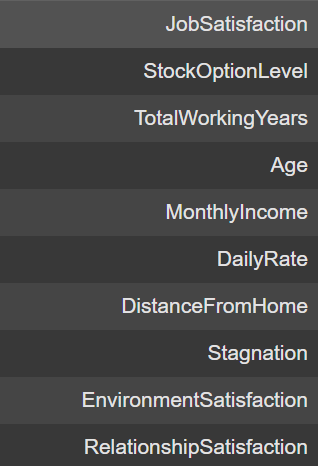 JobSatisfaction
StockOptionLevel
TotalWorkingYears
Age
MonthlyIncome
DailyRate
DistanceFromHome
Stagnation
EnvironmentSatisfaction
RelationshipSatisfaction